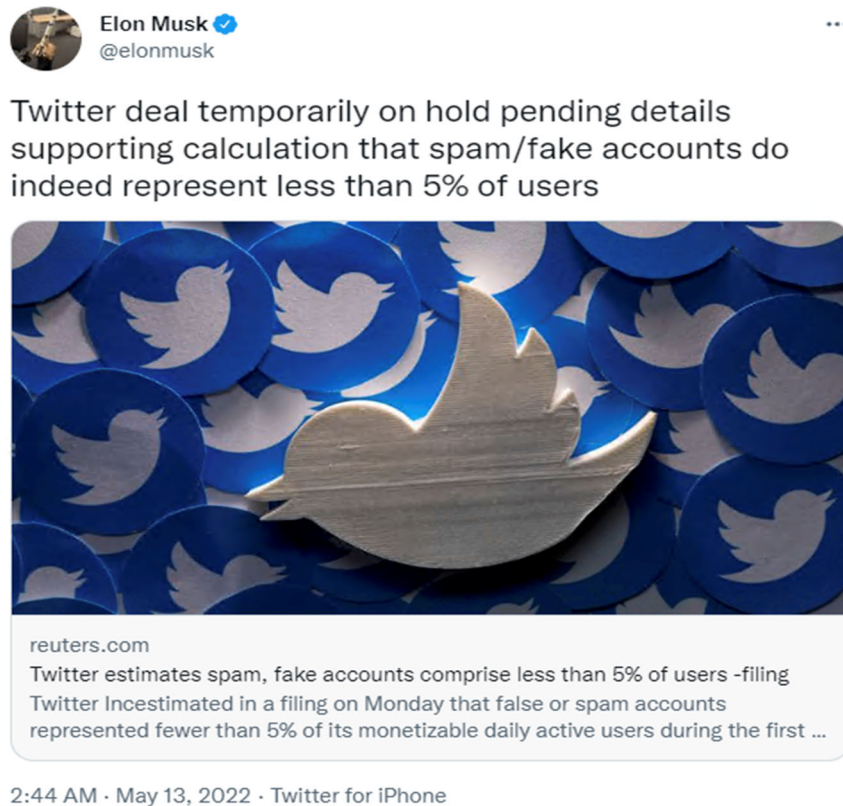 Elon Musk
@elonmusk
Twitter deal temporarily on hold pending details
supporting calculation that spam/fake accounts do
indeed represent less than 5% of users
reuters.com
Twitter estimates spam, fake accounts comprise less than 5% of users -filing
Twitter Incestimated in a filing on Monday that false or spam accounts
represented fewer than 5% of its monetizable daily active users during the first ...
2:44 AM · May 13, 2022 · Twitter for iPhone